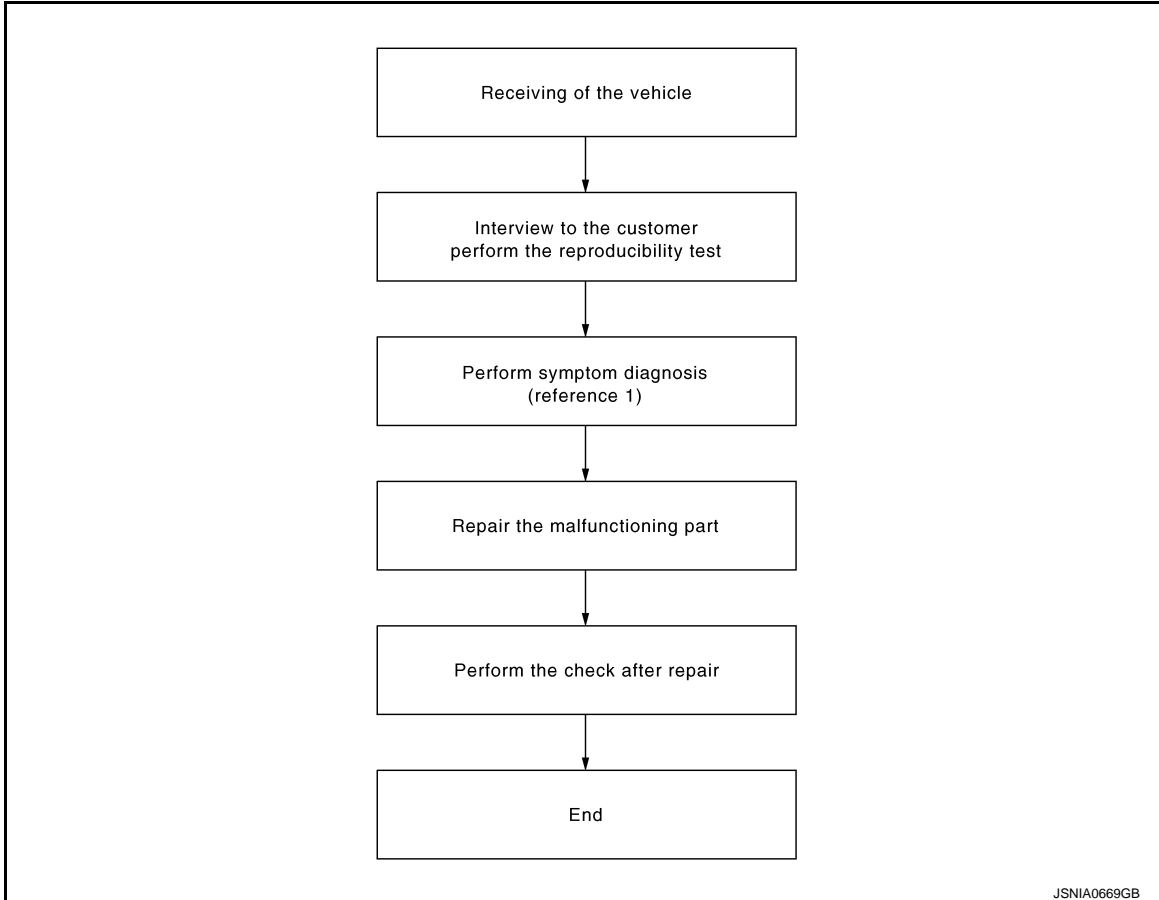 Receiving of the vehicle
Interview to the customer
perform the reproducibility test
Perform symptom diagnosis
(reference 1)
Repair the malfunctioning part
Perform the check after repair
End
JSNIA0669GB